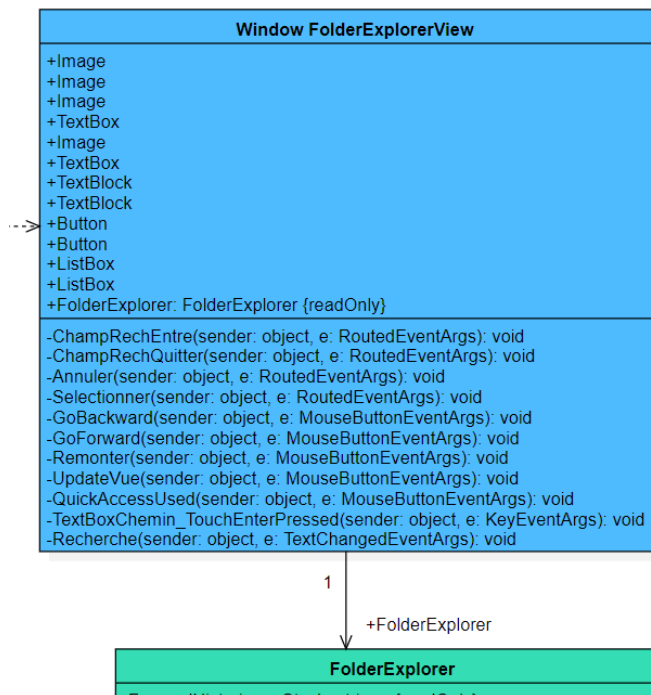 Window FolderExplorerView
+Image
+Image
+Image
+TextBox
+Image
+TextBox
+TextBlock
+TextBlock
+Button
+Button
+ListBox
+ListBox
+FolderExplorer: FolderExplorer {readOnly}
-ChampRechEntre(sender: object, e: RoutedEventArgs): void
-ChampRechQuitter(sender: object, e: RoutedEventArgs): void
-Annuler(sender: object, e: RoutedEventArgs): void
-Selectionner(sender: object, e: RoutedEventArgs): void
-GoBackward(sender: object, e: MouseButtonEventArgs): void
-GoForward(sender: object, e: MouseButtonEventArgs): void
-Remonter(sender: object, e: MouseButtonEventArgs): void
-UpdateVue(sender: object, e: MouseButtonEventArgs): void
-QuickAccessUsed(sender: object, e: MouseButtonEventArgs): void
-TextBoxChemin_TouchEnterPressed(sender: object, e: KeyEventArgs): void
-Recherche(sender: object, e: TextChangedEventArgs): void
1
+FolderExplorer
FolderExplorer